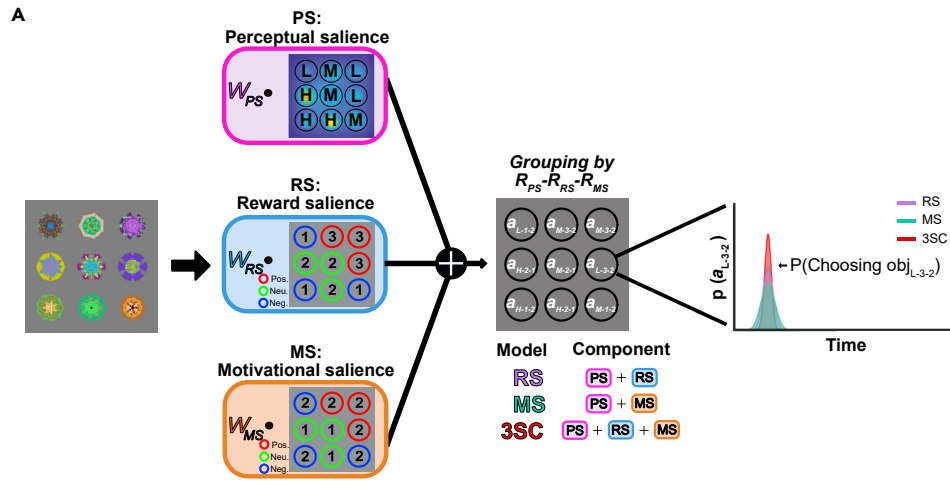 A
PS:
Perceptual salience
W_PS
L M L
H M L
H H M
RS:
Reward salience
W_RS
1 3 3
2 2 3
1 2 1
Pos.
Neu.
Neg.
MS:
Motivational salience
W_MS
2 2 2
1 1 2
2 1 2
Pos.
Neu.
Neg.
+
Grouping by
R_PS-R_RS-R_MS
a_L-1-2 a_M-3-2 a_M-3-2
a_H-2-1 a_M-2-1 a_L-3-2
a_H-1-2 a_H-2-1 a_M-1-2
Model Component
RS PS + RS
MS PS + MS
3SC PS + RS + MS
p (a_L-3-2)
RS
MS
3SC
←P(Choosing obj_L-3-2)
Time